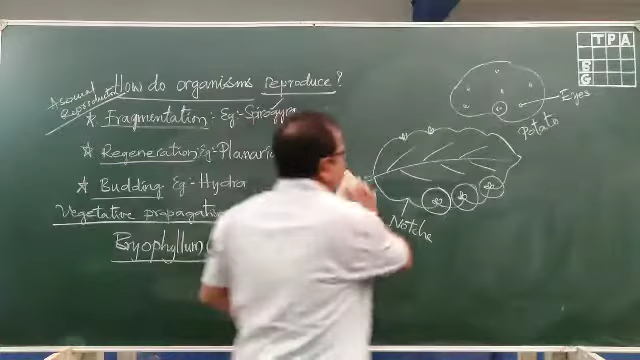 Asexual
Reproduction
How do organisms reproduce?
* Fragmentation:- Eg:- Spirogyra
* Regeneration:- Eg:- Planaria
* Budding Eg:- Hydra
Vegetative propagation
Bryophyllum
Notche
Eyes
Potato
T P A
B
G